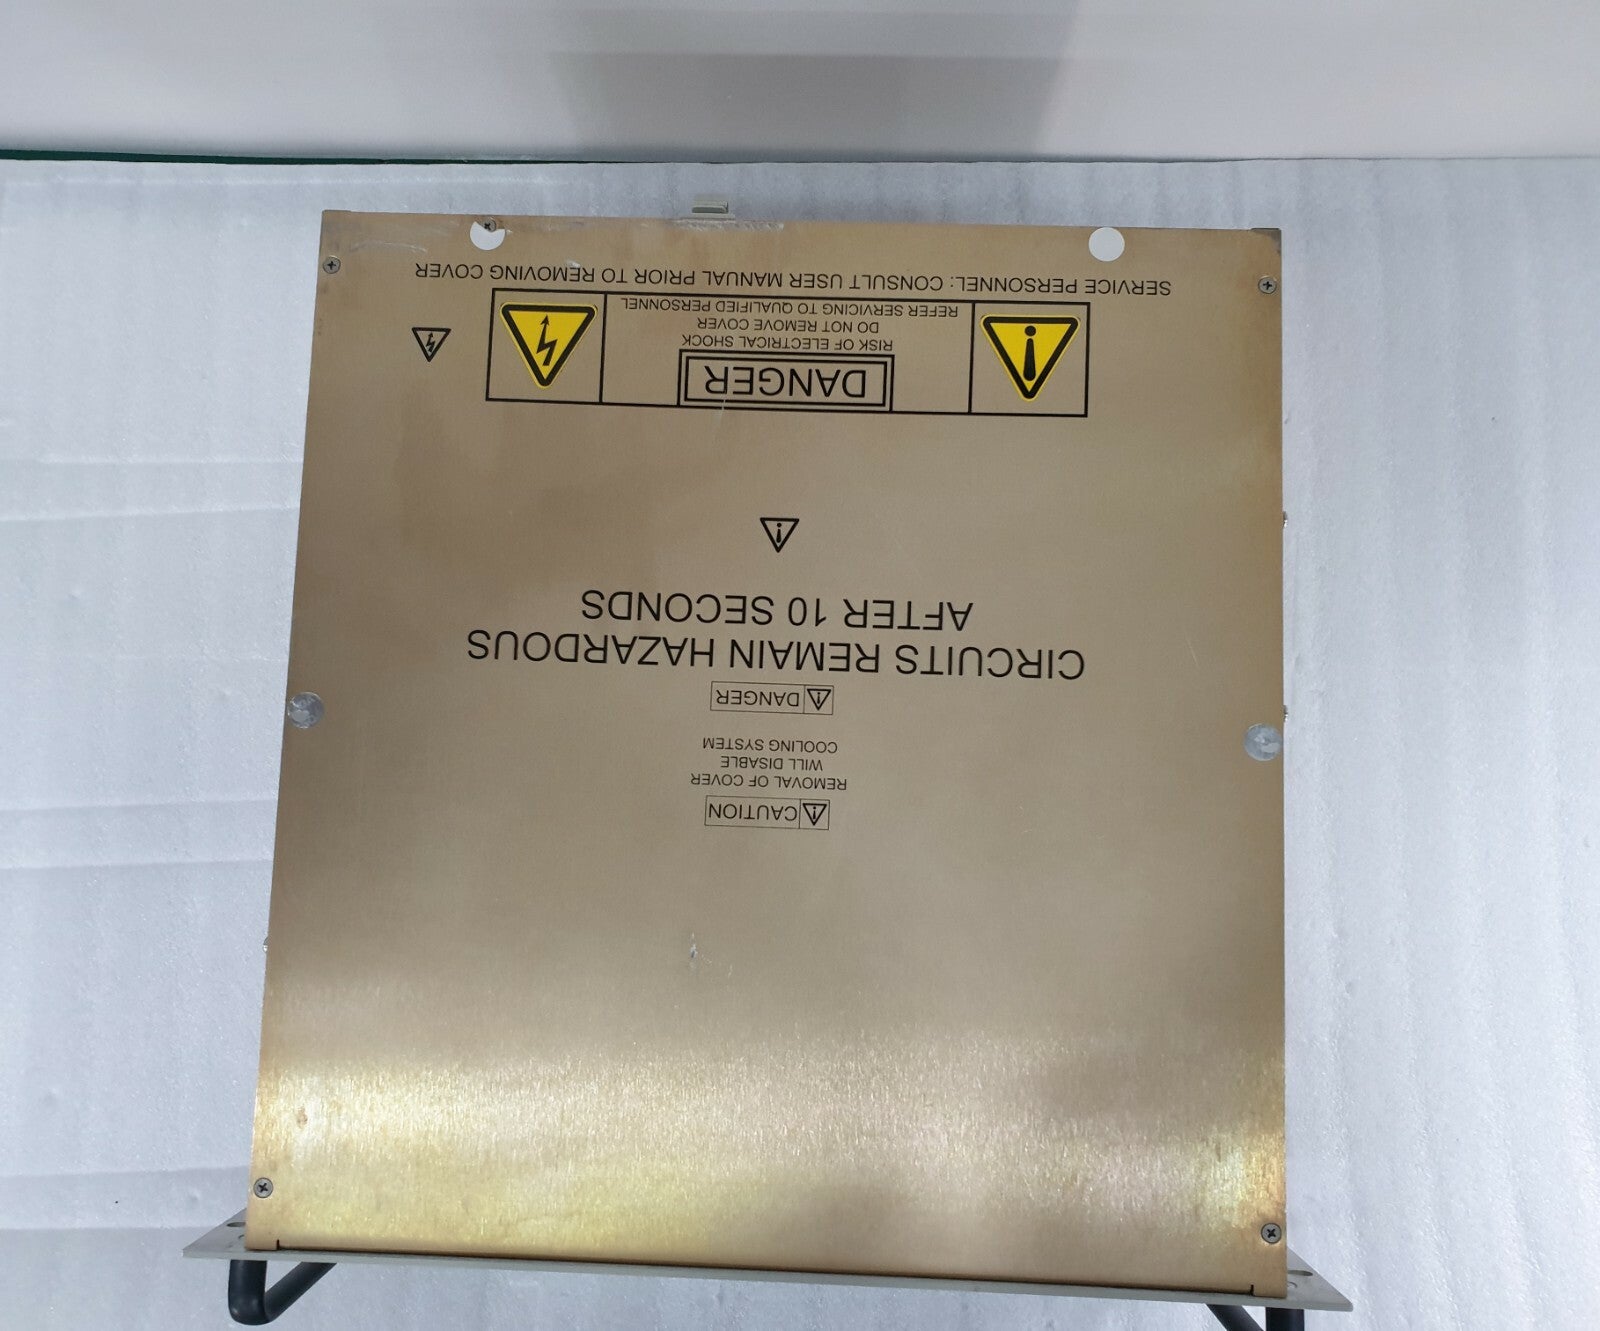 CAUTION
REMOVAL OF COVER
WILL DISABLE
COOLING SYSTEM
DANGER
CIRCUITS REMAIN HAZARDOUS
AFTER 10 SECONDS
DANGER
RISK OF ELECTRICAL SHOCK
DO NOT REMOVE COVER
REFER SERVICING TO QUALIFIED PERSONNEL
SERVICE PERSONNEL: CONSULT USER MANUAL PRIOR TO REMOVING COVER